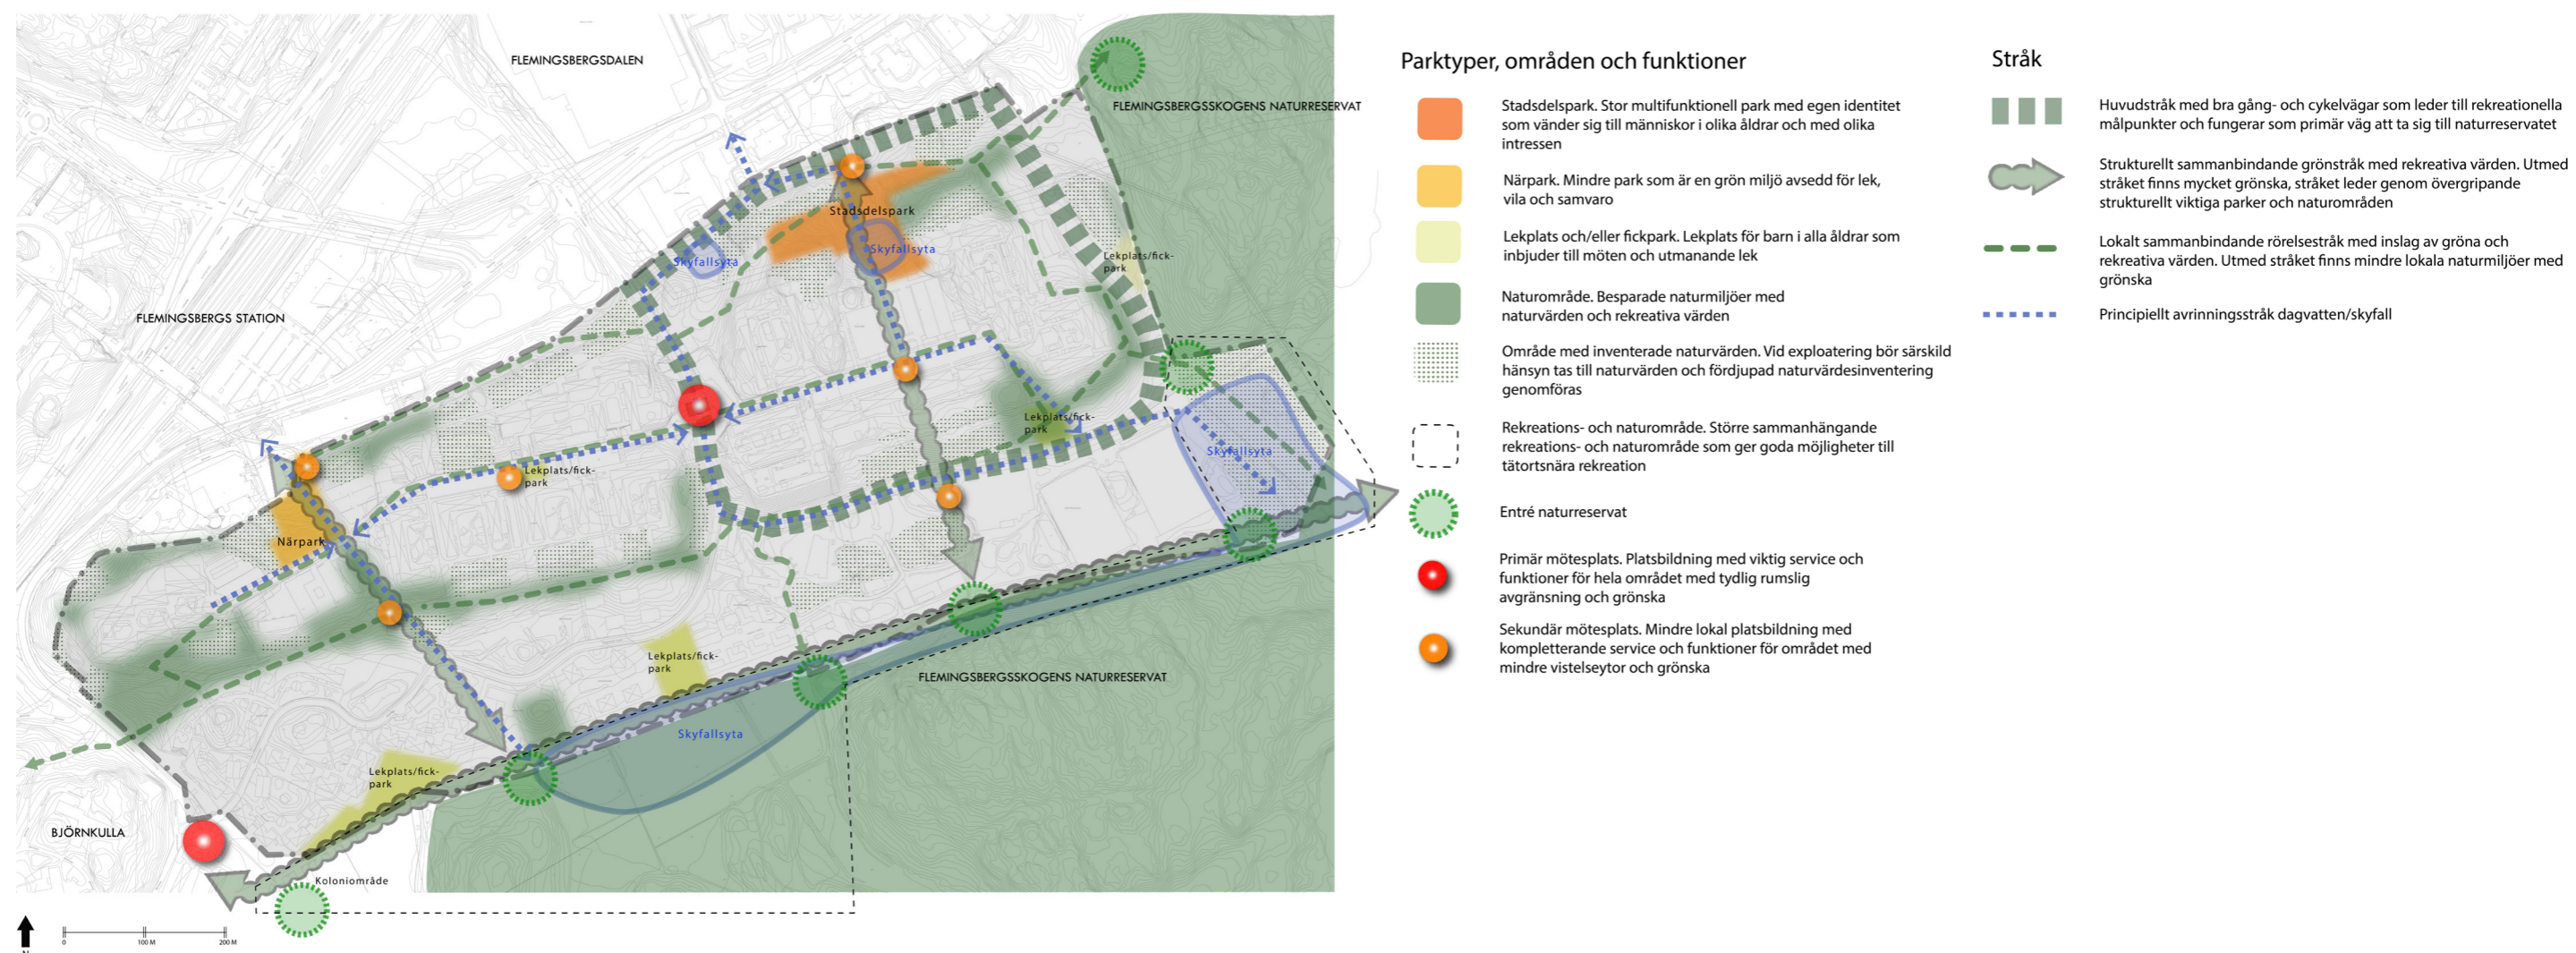 FLEMINGSBERGSDALEN
FLEMINGSBERGSSKOGENS NATURRESERVAT
Stadsdelspark
Skyfallsyta
Skyfallsyta
Lekplats/fick-
park
FLEMINGSBERGS STATION
Lekplats/fick-
park
Skyfallsyta
Lekplats/fick-
park
Närpark
Lekplats/fick-
park
FLEMINGSBERGSSKOGENS NATURRESERVAT
Skyfallsyta
Lekplats/fick-
park
BJÖRNKULLA
Koloniområde
0
100 M
200 M
N
Parktyper, områden och funktioner
Stadsdelspark. Stor multifunktionell park med egen identitet
som vänder sig till människor i olika åldrar och med olika
intressen
Närpark. Mindre park som är en grön miljö avsedd för lek,
vila och samvaro
Lekplats och/eller fickpark. Lekplats för barn i alla åldrar som
inbjuder till möten och utmanande lek
Naturområde. Besparade naturmiljöer med
naturvärden och rekreativa värden
Område med inventerade naturvärden. Vid exploatering bör särskild
hänsyn tas till naturvärden och fördjupad naturvärdesinventering
genomföras
Rekreations- och naturområde. Större sammanhängande
rekreations- och naturområde som ger goda möjligheter till
tätortsnära rekreation
Entré naturreservat
Primär mötesplats. Platsbildning med viktig service och
funktioner för hela området med tydlig rumslig
avgränsning och grönska
Sekundär mötesplats. Mindre lokal platsbildning med
kompletterande service och funktioner för området med
mindre vistelseytor och grönska
Stråk
Huvudstråk med bra gång- och cykelvägar som leder till rekreationella
målpunkter och fungerar som primär väg att ta sig till naturreservatet
Strukturellt sammanbindande grönstråk med rekreativa värden. Utmed
stråket finns mycket grönska, stråket leder genom övergripande
strukturellt viktiga parker och naturområden
Lokalt sammanbindande rörelsestråk med inslag av gröna och
rekreativa värden. Utmed stråket finns mindre lokala naturmiljöer med
grönska
Principiellt avrinningsstråk dagvatten/skyfall